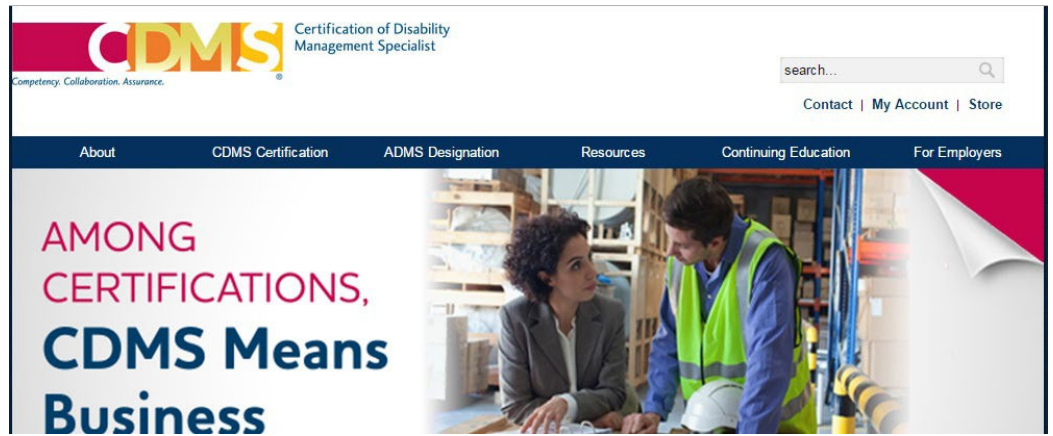 CDMS®
Certification of Disability
Management Specialist
Competency. Collaboration. Assurance.
search...
Contact | My Account | Store
About CDMS Certification ADMS Designation Resources Continuing Education For Employers
AMONG
CERTIFICATIONS,
CDMS Means
Business